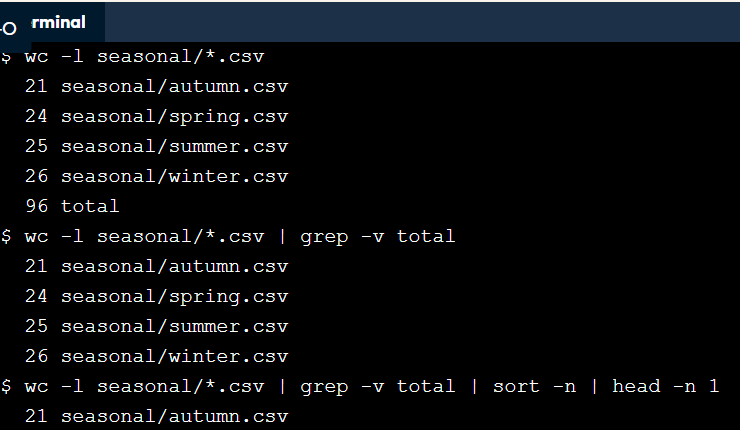 rminal
$ wc -l seasonal/*.csv
21 seasonal/autumn.csv
24 seasonal/spring.csv
25 seasonal/summer.csv
26 seasonal/winter.csv
96 total
$ wc -l seasonal/*.csv | grep -v total
21 seasonal/autumn.csv
24 seasonal/spring.csv
25 seasonal/summer.csv
26 seasonal/winter.csv
$ wc -l seasonal/*.csv | grep -v total | sort -n | head -n 1
21 seasonal/autumn.csv